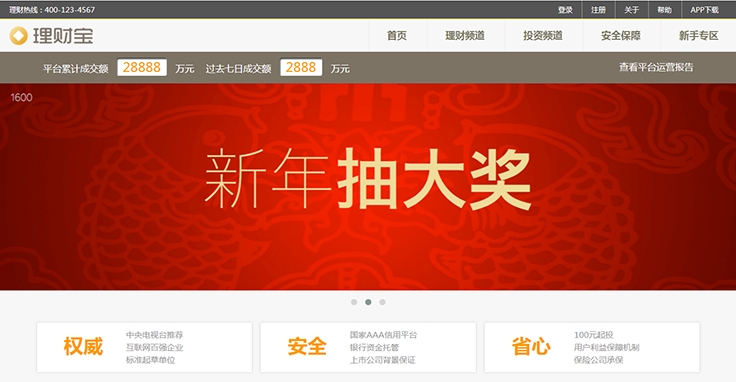 理财热线：400-123-4567 登录 注册 关于 帮助 APP下载
理财宝 首页 理财频道 投资频道 安全保障 新手专区
平台累计成交额 28888 万元 过去七日成交额 2888 万元 查看平台运营报告
1600
新年抽大奖
权威
中央电视台推荐
互联网百强企业
标准起草单位
安全
国家AAA信用平台
银行资金托管
上市公司背景保证
省心
100元起投
用户利益保障机制
保险公司承保